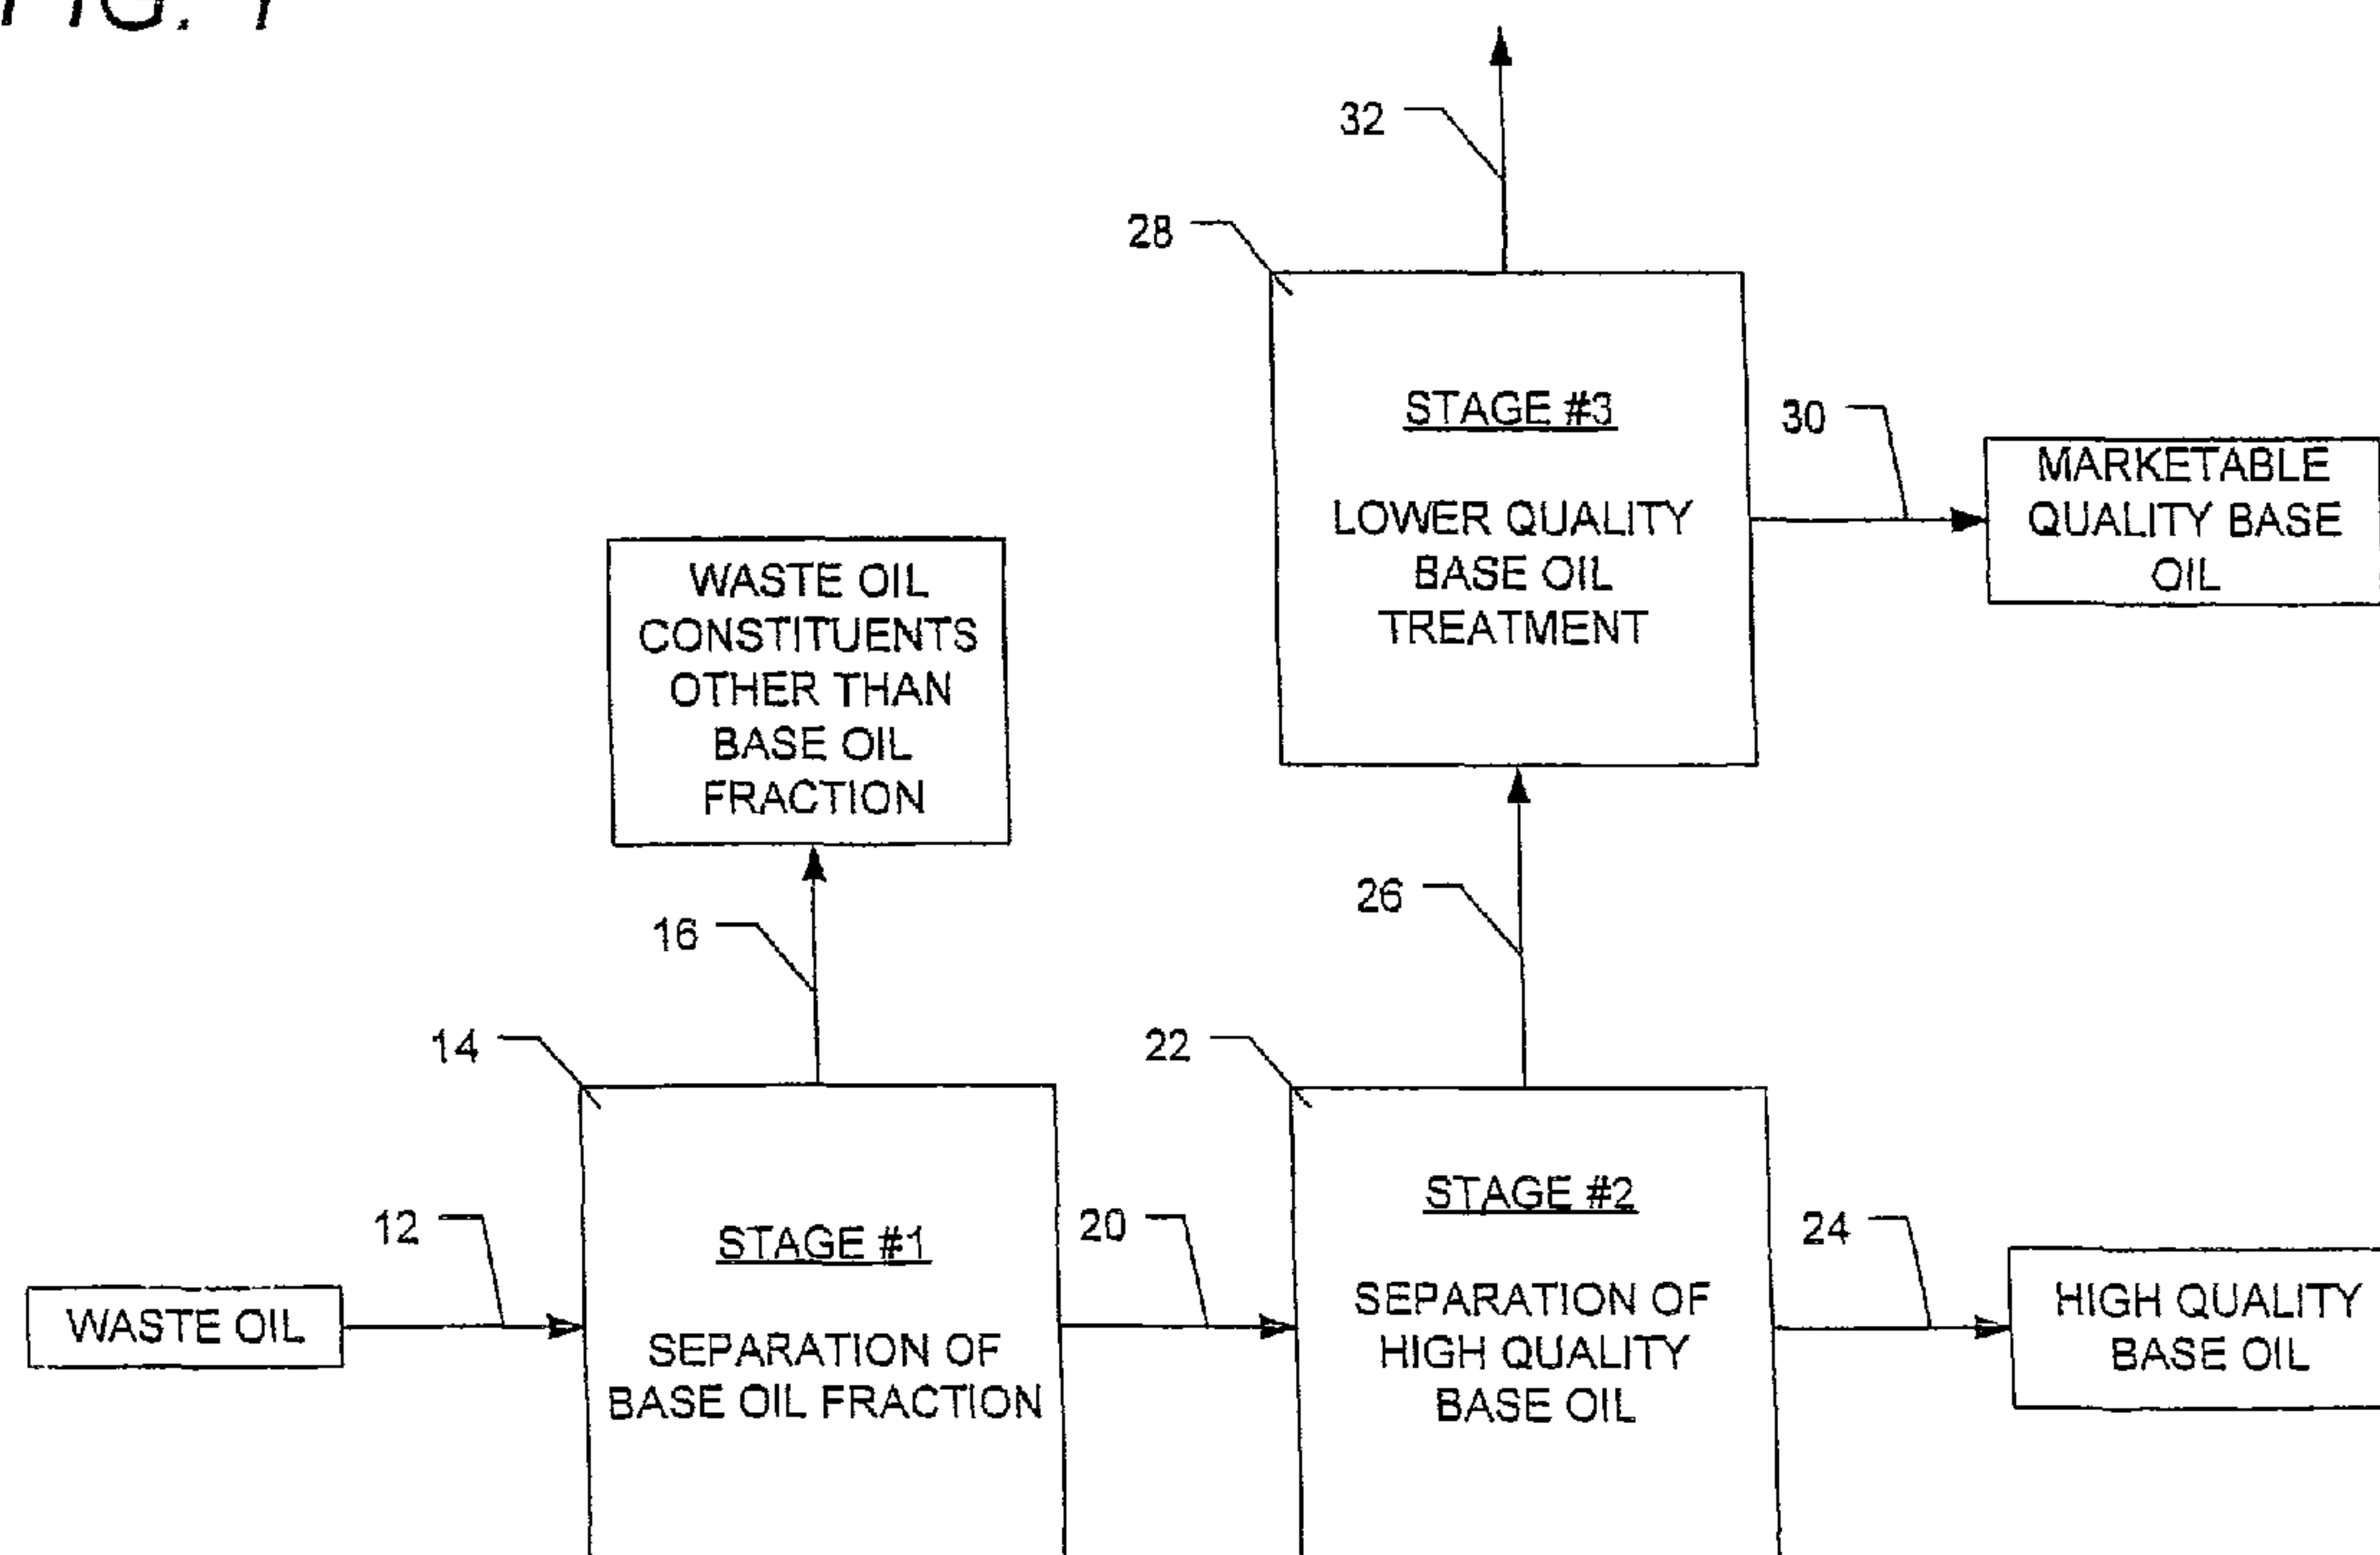 FIG. 1
32
28
STAGE #3
LOWER QUALITY
BASE OIL
TREATMENT
30
MARKETABLE
QUALITY BASE
OIL
WASTE OIL
CONSTITUENTS
OTHER THAN
BASE OIL
FRACTION
16
26
14
22
12
WASTE OIL
STAGE #1
SEPARATION OF
BASE OIL FRACTION
20
STAGE #2
SEPARATION OF
HIGH QUALITY
BASE OIL
24
HIGH QUALITY
BASE OIL